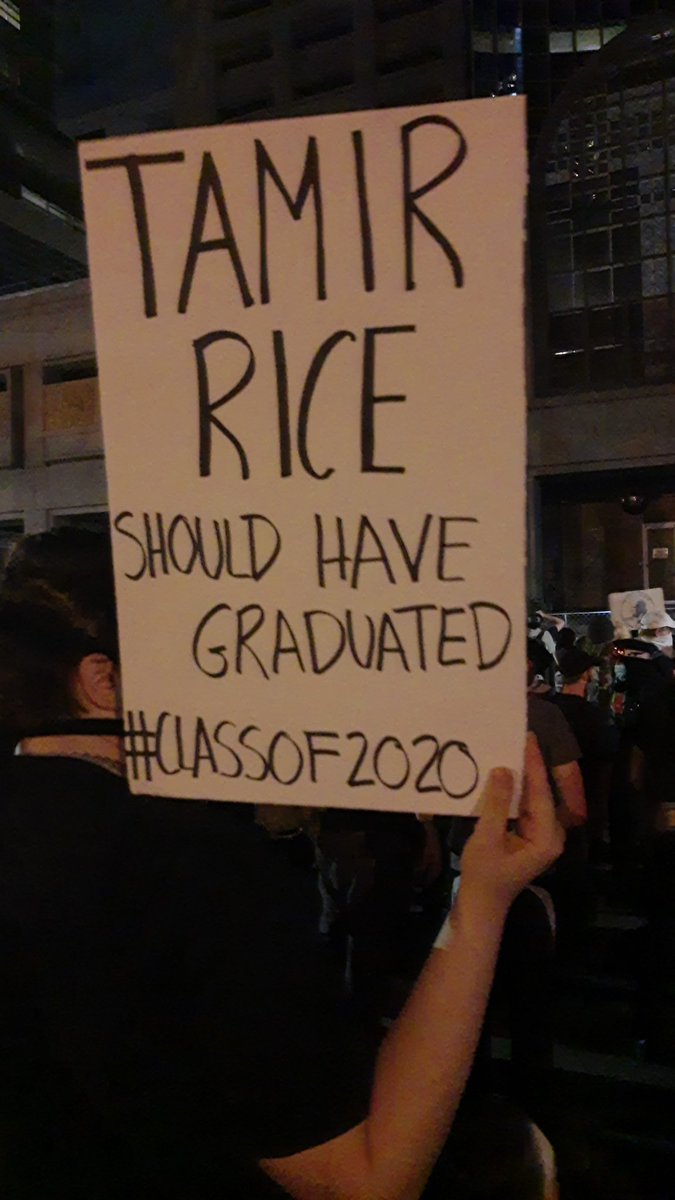 TAMIR
RICE
SHOULD HAVE
GRADUATED
#CLASSOF2020